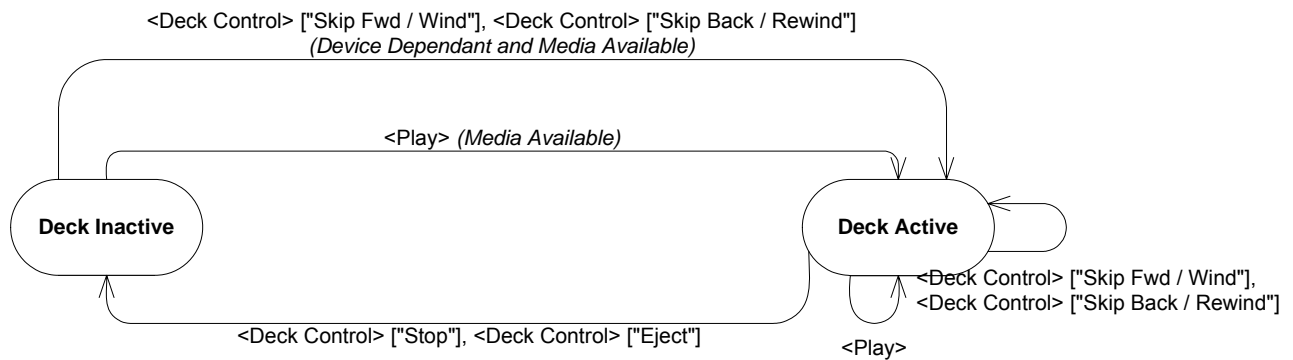 <Deck Control> ["Skip Fwd / Wind"], <Deck Control> ["Skip Back / Rewind"]
(Device Dependant and Media Available)
<Play> (Media Available)
Deck Inactive
Deck Active
<Deck Control> ["Skip Fwd / Wind"],
<Deck Control> ["Skip Back / Rewind"]
<Deck Control> ["Stop"], <Deck Control> ["Eject"]
<Play>